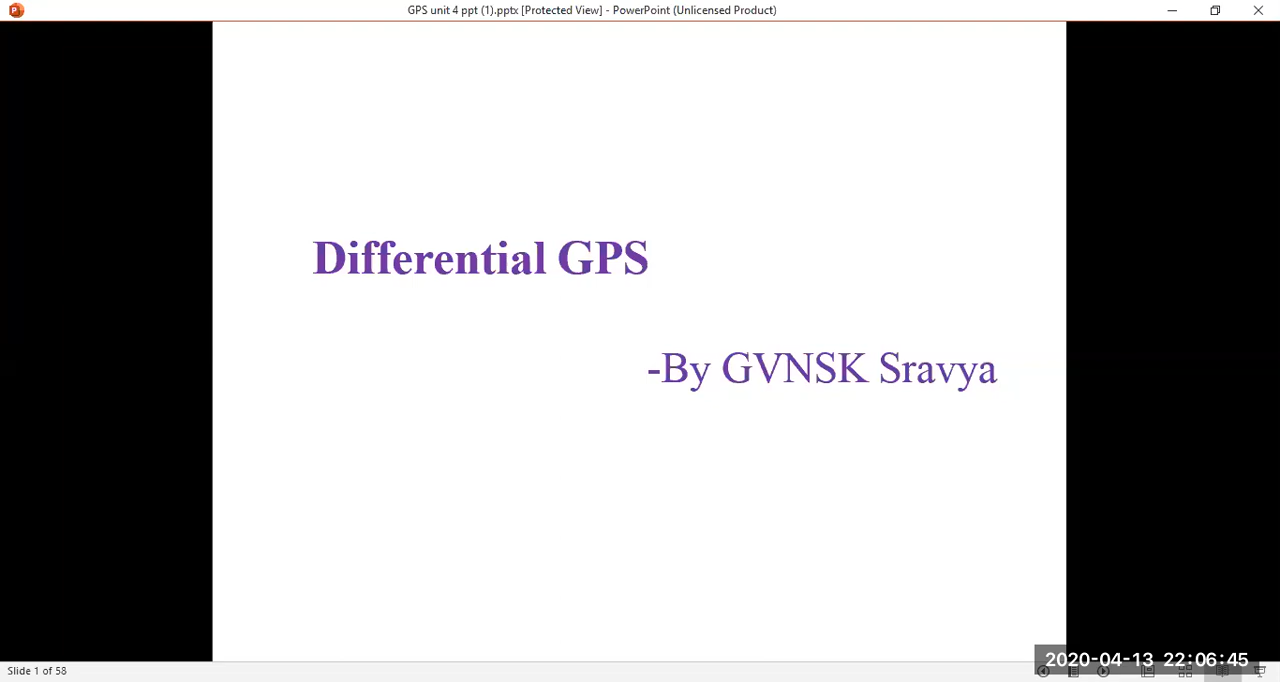 GPS unit 4 ppt (1).pptx [Protected View] - PowerPoint (Unlicensed Product)
Differential GPS
-By GVNSK Sravya
2020-04-13 22:06:45
Slide 1 of 58